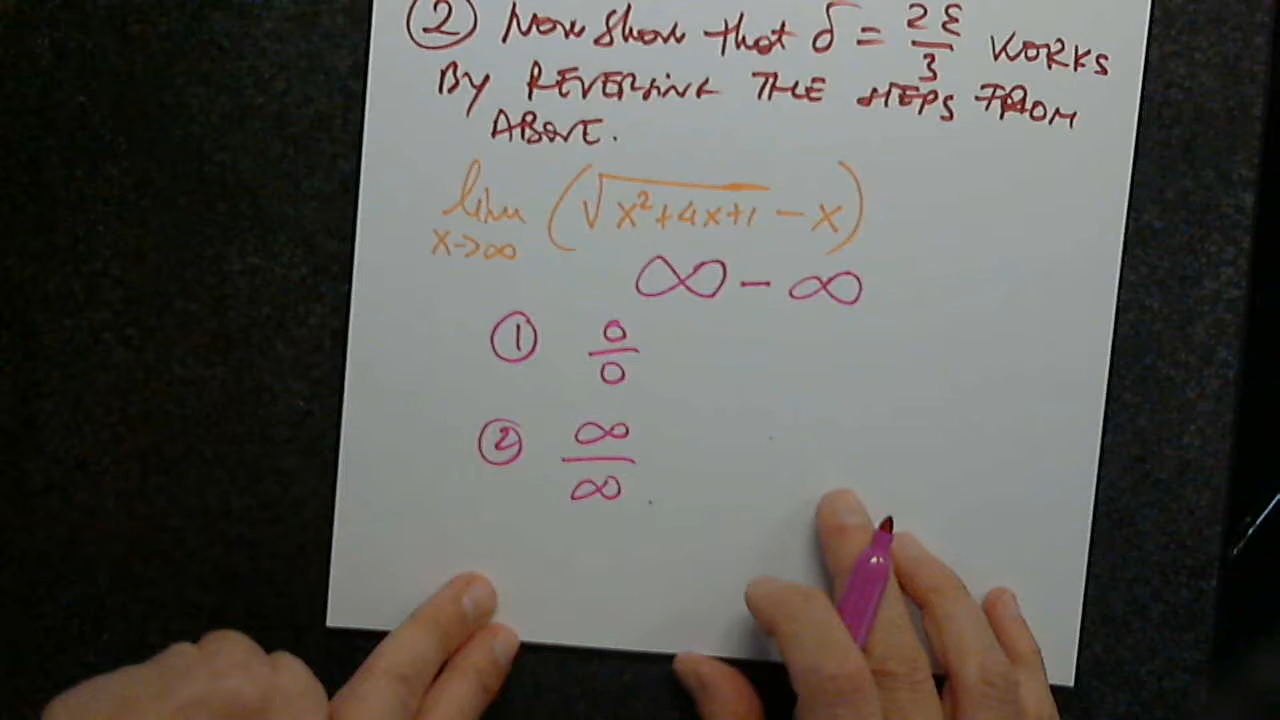 ② Now show that δ = 2ε/3 WORKS
By REVERSING THE STEPS FROM
ABOVE.
lim x→∞ (√(x²+4x+1) − x)
∞ − ∞
① 0/0
② ∞/∞